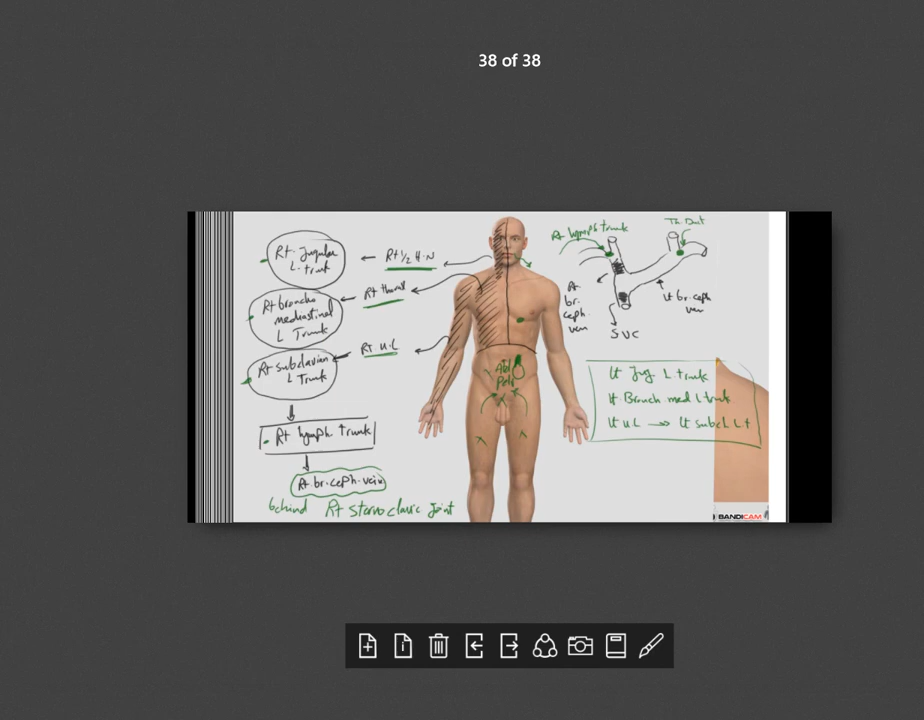 38 of 38
Rt. Jugular
L. trunk
Rt 1/2 H.N
Rt broncho
mediastinal
L Trunk
Rt thorax
Rt subclavian
L Trunk
Rt U.L
Rt lymph. trunk
Rt. br. ceph. vein
behind Rt sternoclavic joint
Abd
Pelv
Rt lymph trunk
Th. Duct
Rt
br.
ceph.
vein
Lt br. ceph
vein
SVC
Lt Jug L. trunk
Lt. Bronch med L trunk
Lt U L → Lt subcl L t
BANDICAM